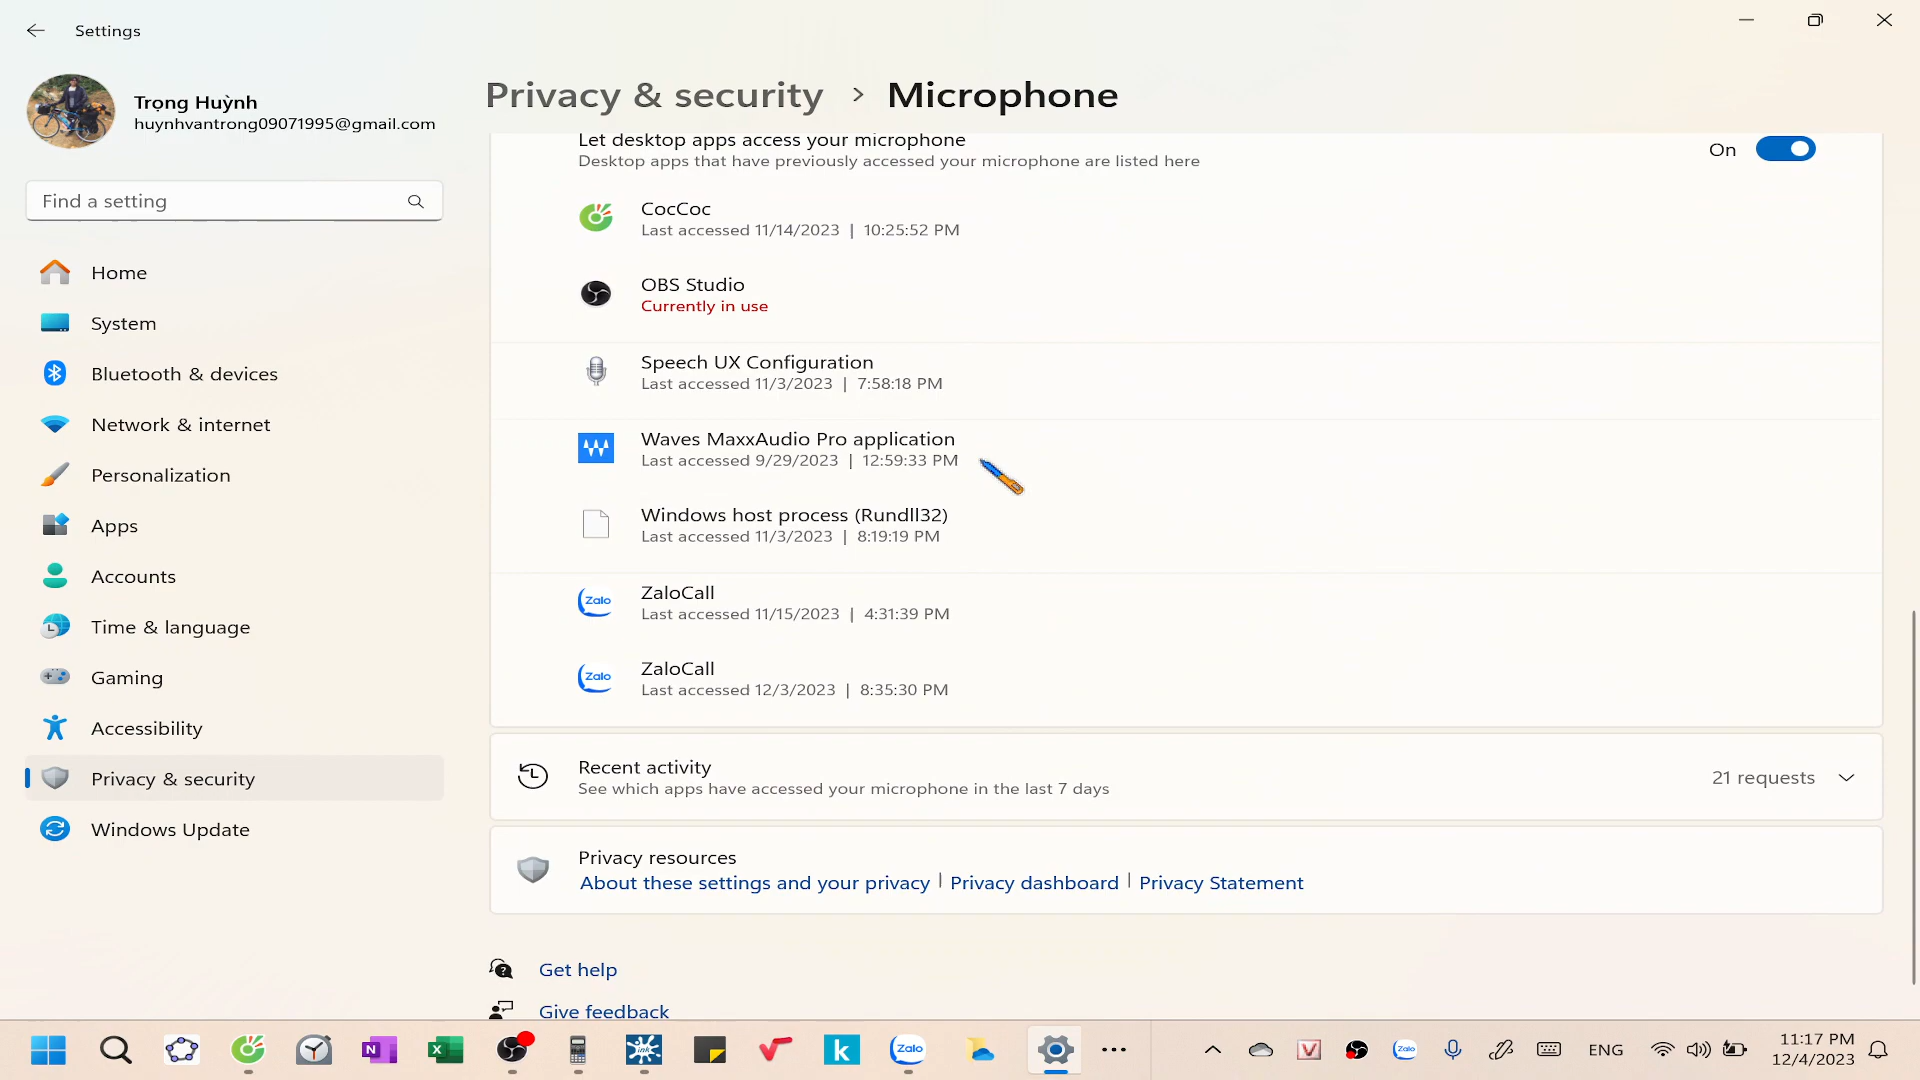 Settings
Trọng Huỳnh
huynhvantrong09071995@gmail.com
Find a setting
Home
System
Bluetooth & devices
Network & internet
Personalization
Apps
Accounts
Time & language
Gaming
Accessibility
Privacy & security
Windows Update
Privacy & security > Microphone
Let desktop apps access your microphone
Desktop apps that have previously accessed your microphone are listed here
On
CocCoc
Last accessed 11/14/2023 | 10:25:52 PM
OBS Studio
Currently in use
Speech UX Configuration
Last accessed 11/3/2023 | 7:58:18 PM
Waves MaxxAudio Pro application
Last accessed 9/29/2023 | 12:59:33 PM
Windows host process (Rundll32)
Last accessed 11/3/2023 | 8:19:19 PM
Zalo
ZaloCall
Last accessed 11/15/2023 | 4:31:39 PM
Zalo
ZaloCall
Last accessed 12/3/2023 | 8:35:30 PM
Recent activity
See which apps have accessed your microphone in the last 7 days
21 requests
Privacy resources
About these settings and your privacy | Privacy dashboard | Privacy Statement
Get help
Give feedback
N
X
ink
k
Zalo
V
Zalo
ENG
11:17 PM
12/4/2023